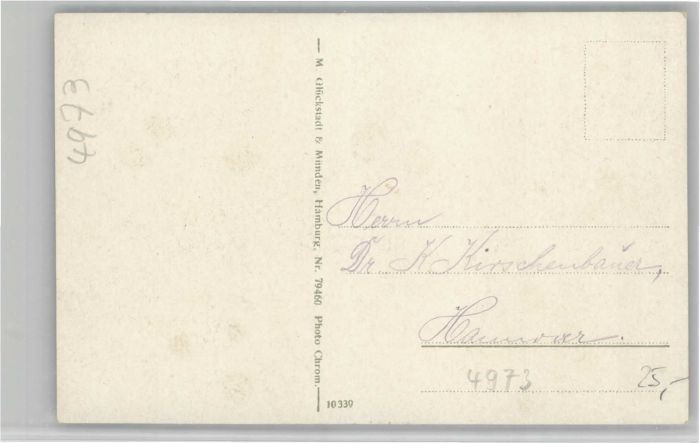 4973
— M. Glückstadt & Münden, Hamburg, Nr. 79460 Photo Chrom. —
10339
Herrn
Dr. K. Kirschenbauer,
Hannover.
4973
25,-